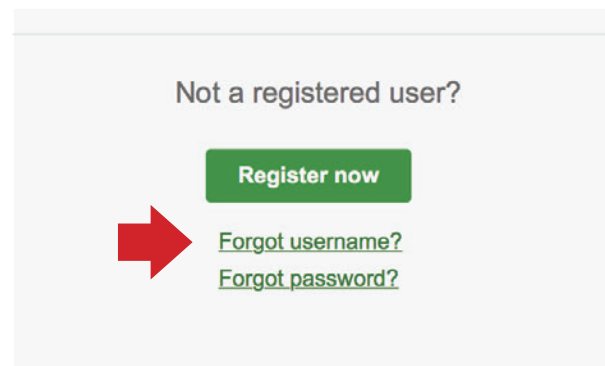 Not a registered user?
Register now
Forgot username?
Forgot password?